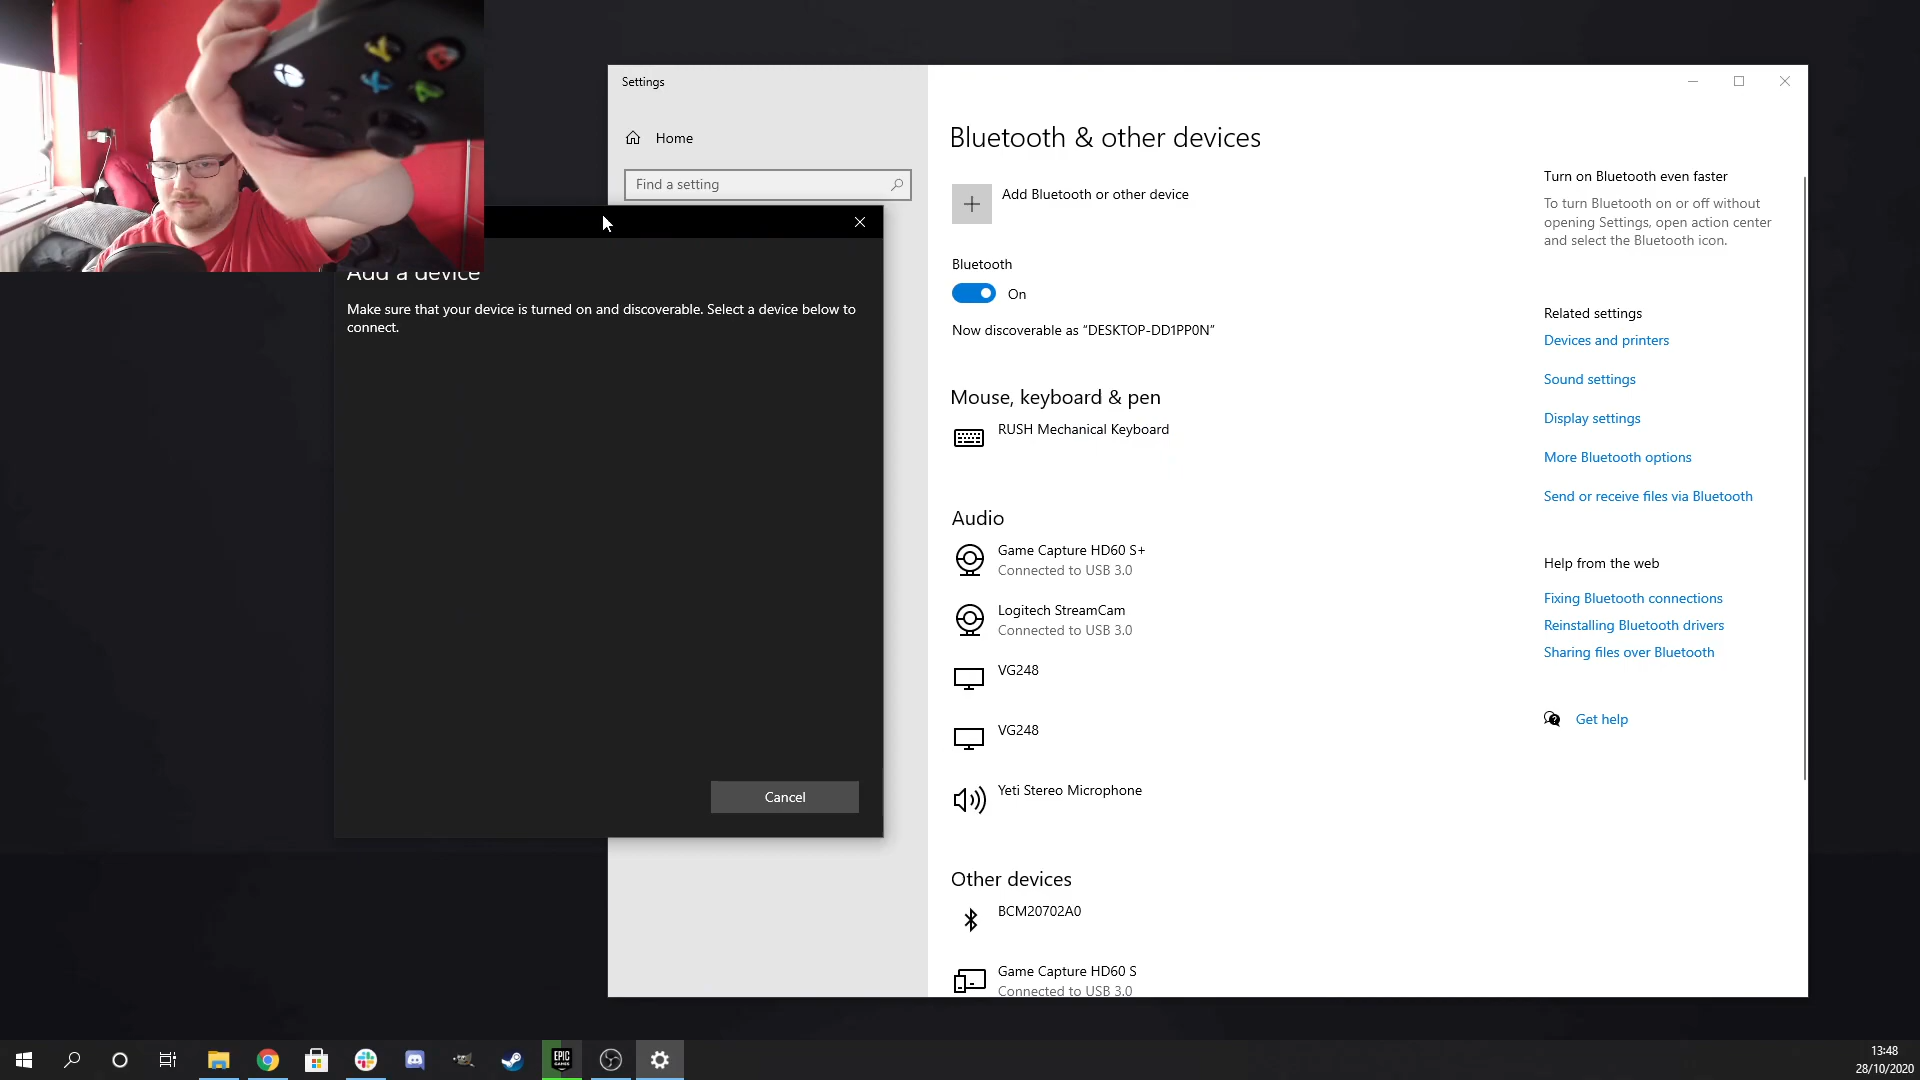 Settings
Home
Find a setting
Add a device
Make sure that your device is turned on and discoverable. Select a device below to
connect.
Cancel
Bluetooth & other devices
Add Bluetooth or other device
Bluetooth
On
Now discoverable as “DESKTOP-DD1PP0N”
Mouse, keyboard & pen
RUSH Mechanical Keyboard
Audio
Game Capture HD60 S+
Connected to USB 3.0
Logitech StreamCam
Connected to USB 3.0
VG248
VG248
Yeti Stereo Microphone
Other devices
BCM20702A0
Game Capture HD60 S
Connected to USB 3.0
Turn on Bluetooth even faster
To turn Bluetooth on or off without
opening Settings, open action center
and select the Bluetooth icon.
Related settings
Devices and printers
Sound settings
Display settings
More Bluetooth options
Send or receive files via Bluetooth
Help from the web
Fixing Bluetooth connections
Reinstalling Bluetooth drivers
Sharing files over Bluetooth
Get help
Y
B
X
A
EPIC
GAMES
13:48
28/10/2020